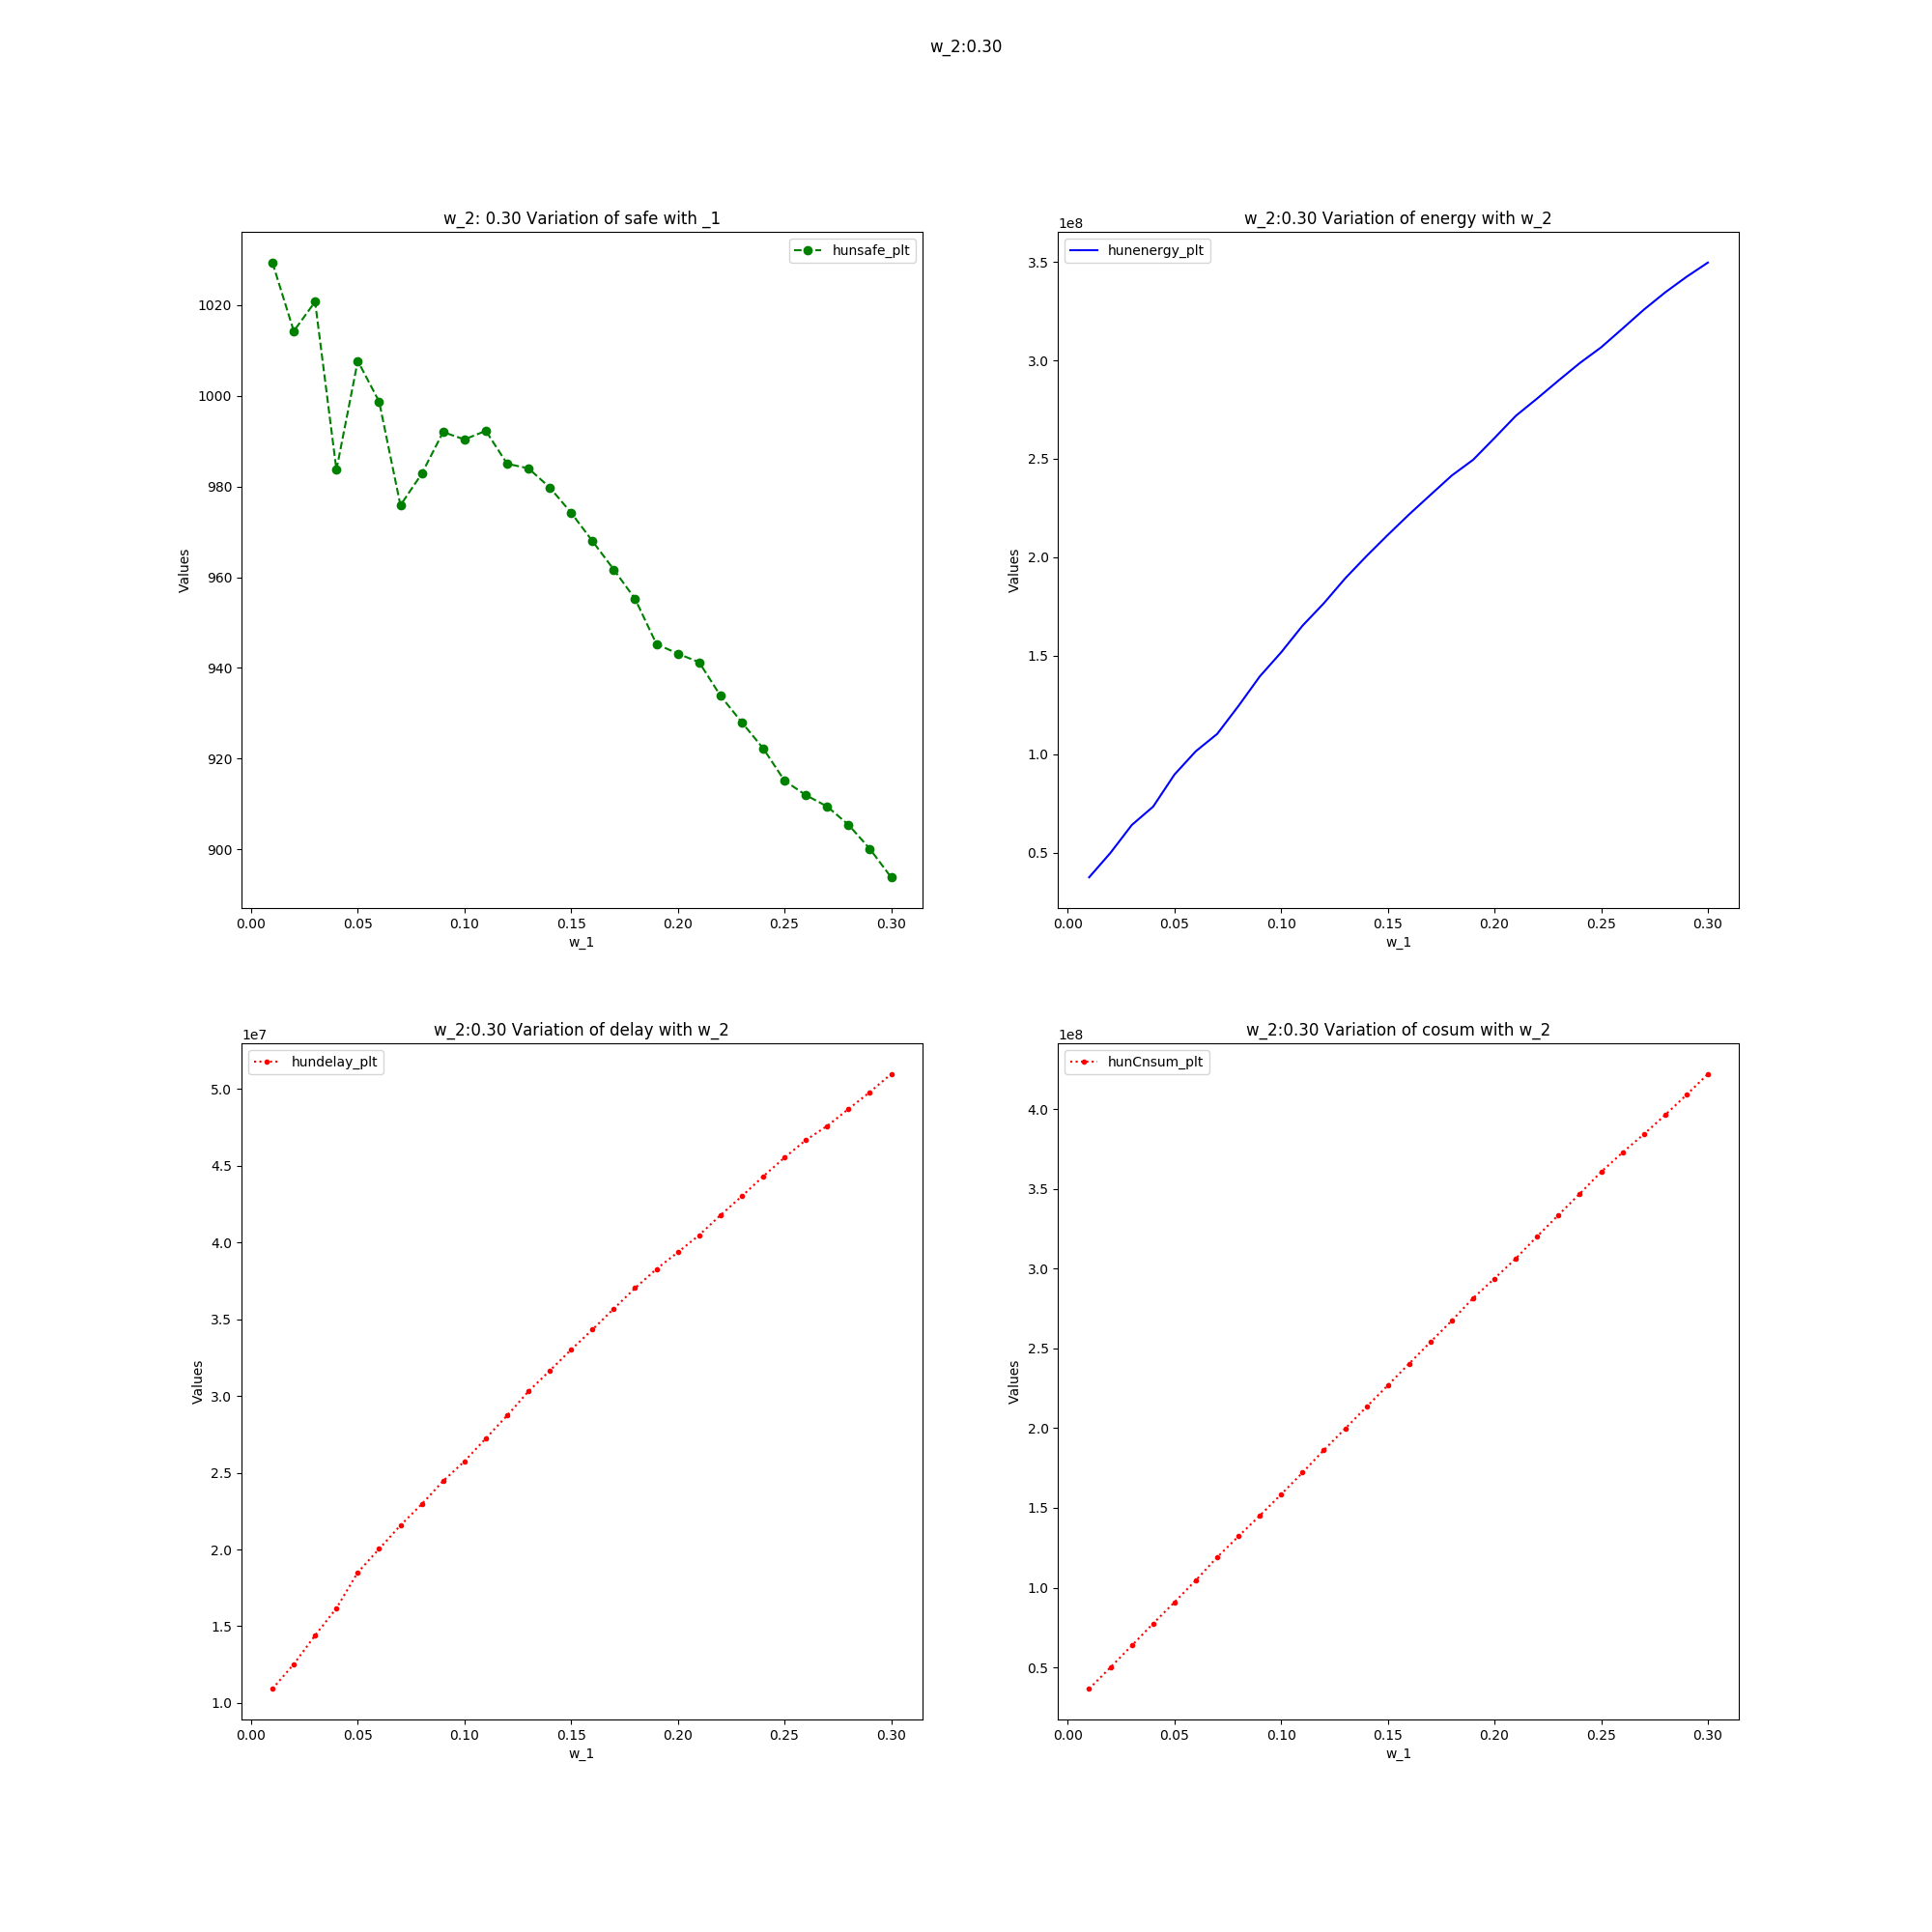 w_2:0.30
w_2: 0.30 Variation of safe with _1
hunsafe_plt
1020
1000
980
960
940
920
900
Values
0.00 0.05 0.10 0.15 0.20 0.25 0.30
w_1
w_2:0.30 Variation of energy with w_2
1e8
hunenergy_plt
3.5
3.0
2.5
2.0
1.5
1.0
0.5
Values
0.00 0.05 0.10 0.15 0.20 0.25 0.30
w_1
w_2:0.30 Variation of delay with w_2
1e7
hundelay_plt
5.0
4.5
4.0
3.5
3.0
2.5
2.0
1.5
1.0
Values
0.00 0.05 0.10 0.15 0.20 0.25 0.30
w_1
w_2:0.30 Variation of cosum with w_2
1e8
hunCnsum_plt
4.0
3.5
3.0
2.5
2.0
1.5
1.0
0.5
Values
0.00 0.05 0.10 0.15 0.20 0.25 0.30
w_1